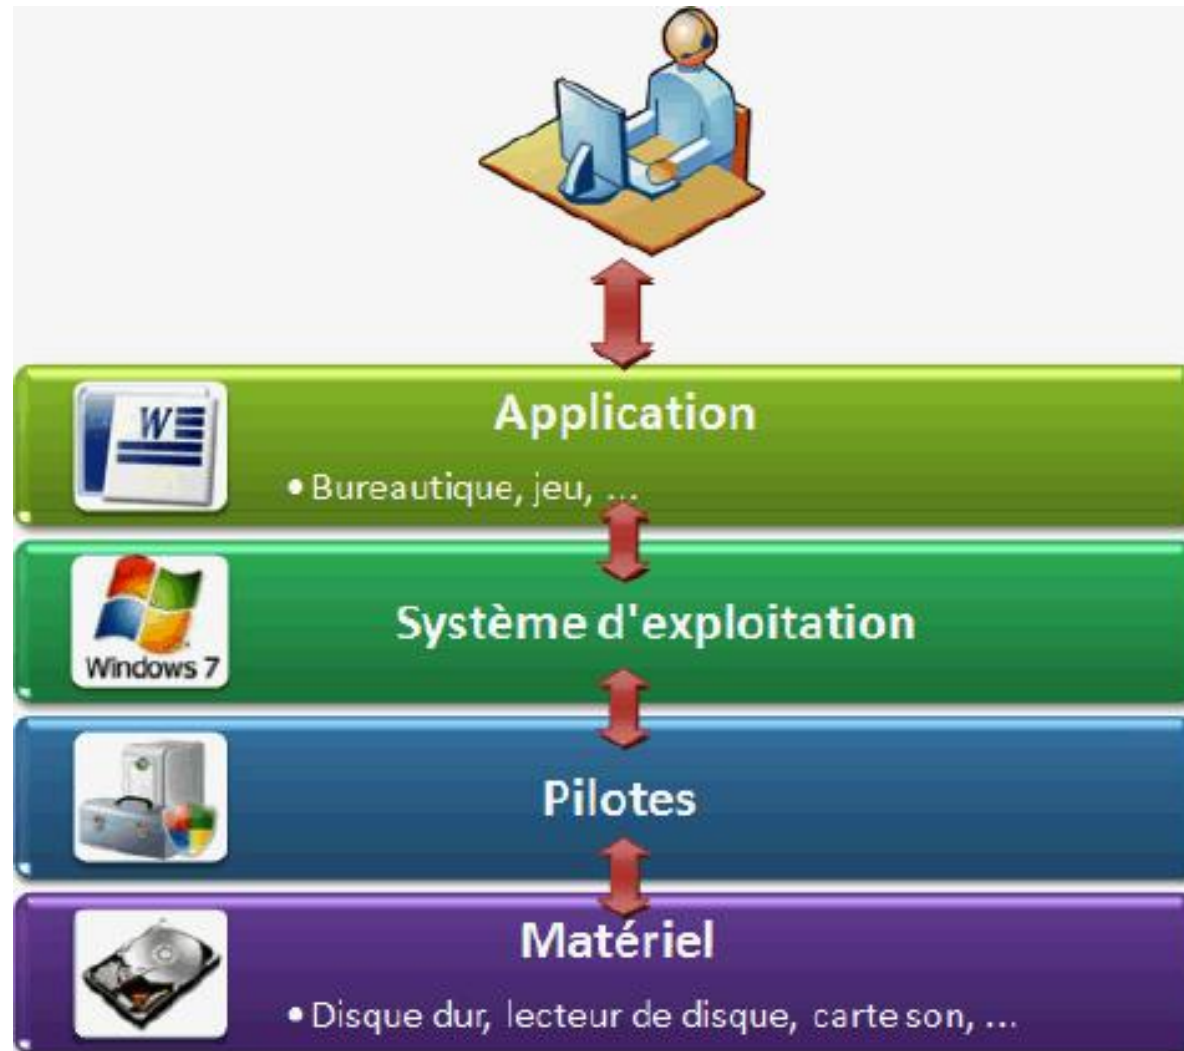 W
Application
• Bureautique, jeu, ...
Windows 7
Système d'exploitation
Pilotes
Matériel
• Disque dur, lecteur de disque, carte son, ...